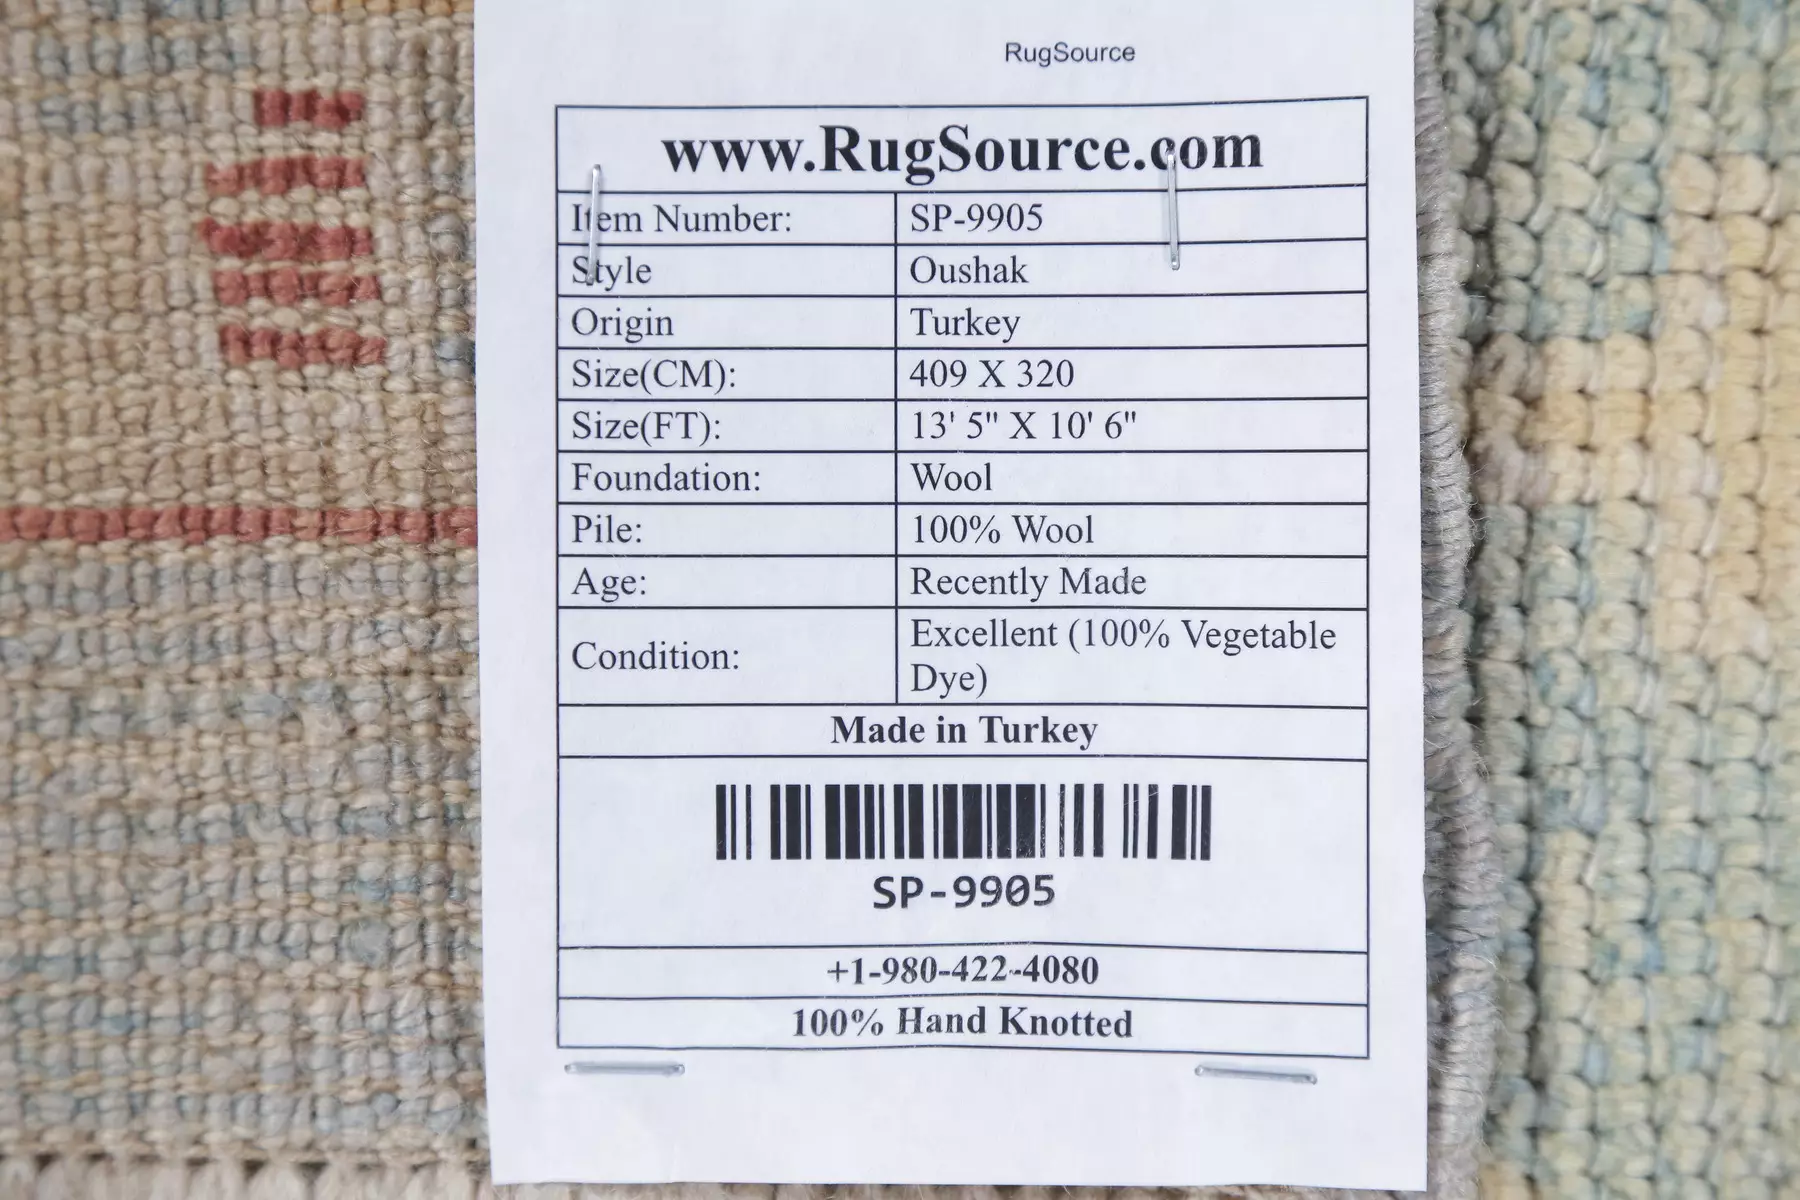 RugSource
www.RugSource.com
Item Number: SP-9905
Style Oushak
Origin Turkey
Size(CM): 409 X 320
Size(FT): 13' 5" X 10' 6"
Foundation: Wool
Pile: 100% Wool
Age: Recently Made
Condition: Excellent (100% Vegetable
Dye)
Made in Turkey
SP-9905
+1-980-422-4080
100% Hand Knotted